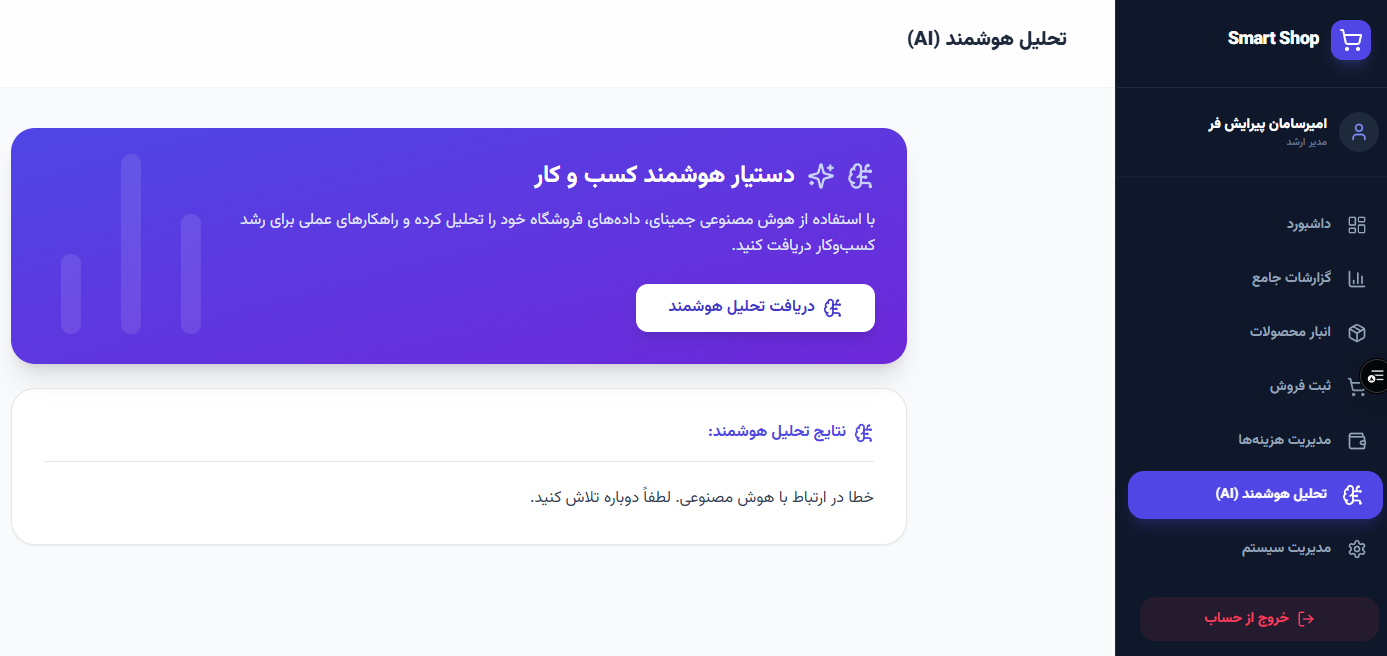 Smart Shop
امیرسامان پیرایش فر
مدیر ارشد
داشبورد
گزارشات جامع
انبار محصولات
ثبت فروش
مدیریت هزینه‌ها
تحلیل هوشمند (AI)
مدیریت سیستم
خروج از حساب
تحلیل هوشمند (AI)
دستیار هوشمند کسب و کار
با استفاده از هوش مصنوعی جمینای، داده‌های فروشگاه خود را تحلیل کرده و راهکارهای عملی برای رشد
کسب‌وکار دریافت کنید.
دریافت تحلیل هوشمند
نتایج تحلیل هوشمند:
خطا در ارتباط با هوش مصنوعی. لطفاً دوباره تلاش کنید.